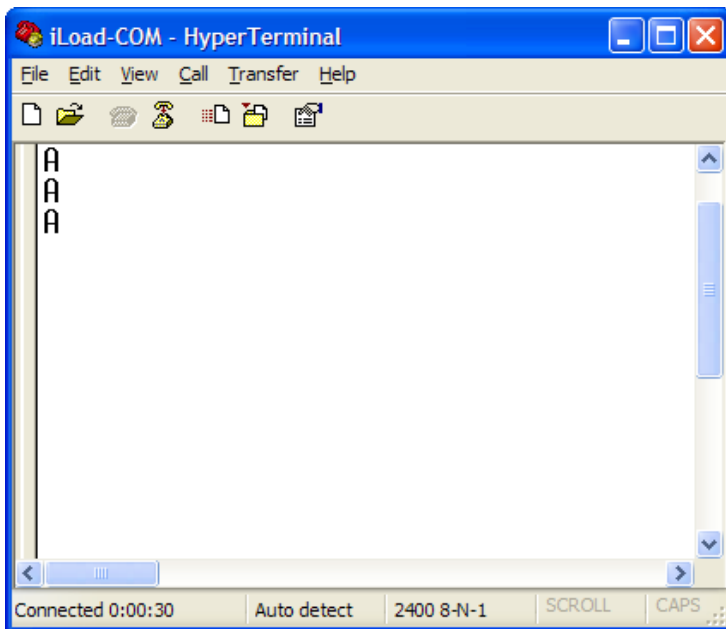 iLoad-COM - HyperTerminal
File Edit View Call Transfer Help
A
A
A
Connected 0:00:30 Auto detect 2400 8-N-1 SCROLL CAPS